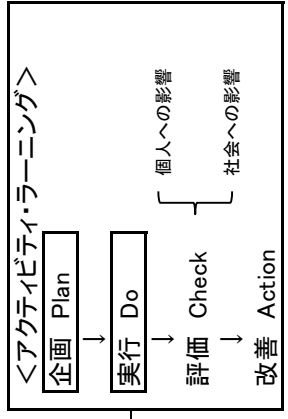 ＜アクティビティ・ラーニング＞
企画 Plan
↓
実行 Do
↓
評価 Check
個人への影響
社会への影響
↓
改善 Action